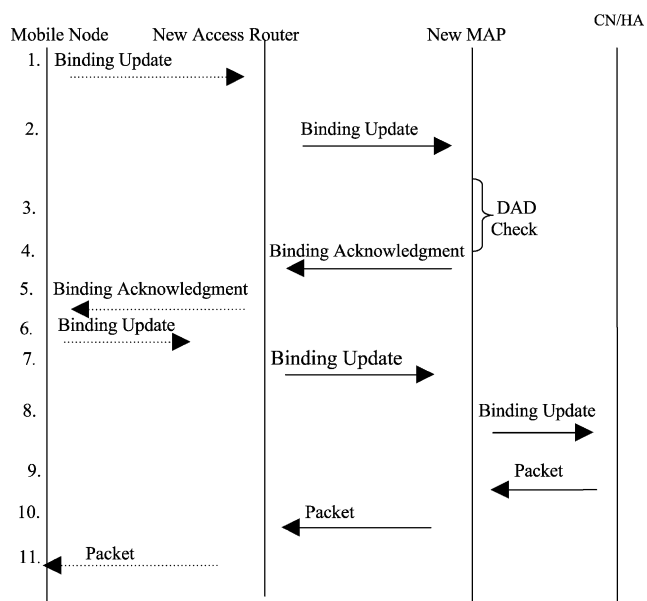 CN/HA
Mobile Node New Access Router New MAP
1. Binding Update
2. Binding Update
3. DAD
Check
4. Binding Acknowledgment
5. Binding Acknowledgment
6. Binding Update
7. Binding Update
8. Binding Update
9. Packet
10. Packet
11. Packet